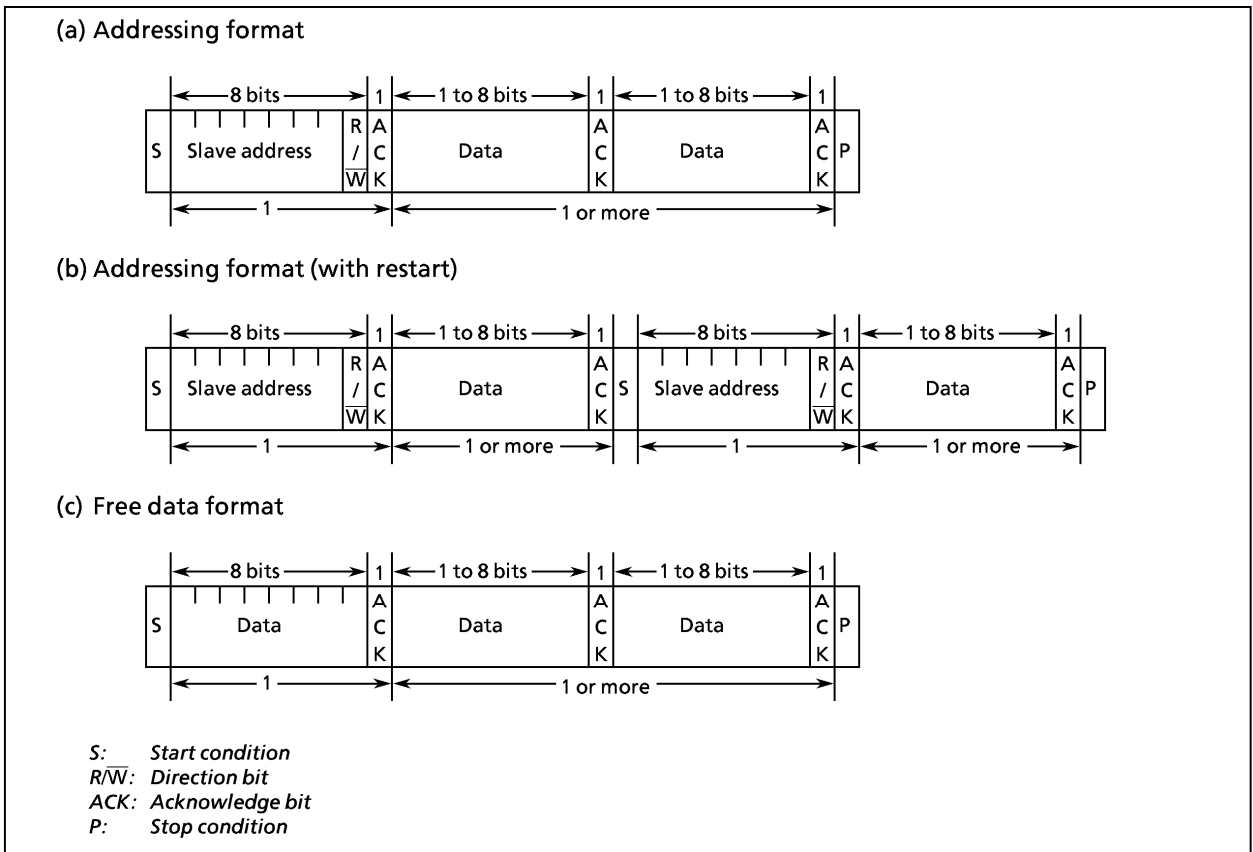 (a) Addressing format
8 bits 1 1 to 8 bits 1 1 to 8 bits 1
S Slave address R/W̅ ACK Data ACK Data ACK P
1 1 or more
(b) Addressing format (with restart)
8 bits 1 1 to 8 bits 1 8 bits 1 1 to 8 bits 1
S Slave address R/W̅ ACK Data ACK S Slave address R/W̅ ACK Data ACK P
1 1 or more 1 1 or more
(c) Free data format
8 bits 1 1 to 8 bits 1 1 to 8 bits 1
S Data ACK Data ACK Data ACK P
1 1 or more
S: Start condition
R/W̅: Direction bit
ACK: Acknowledge bit
P: Stop condition